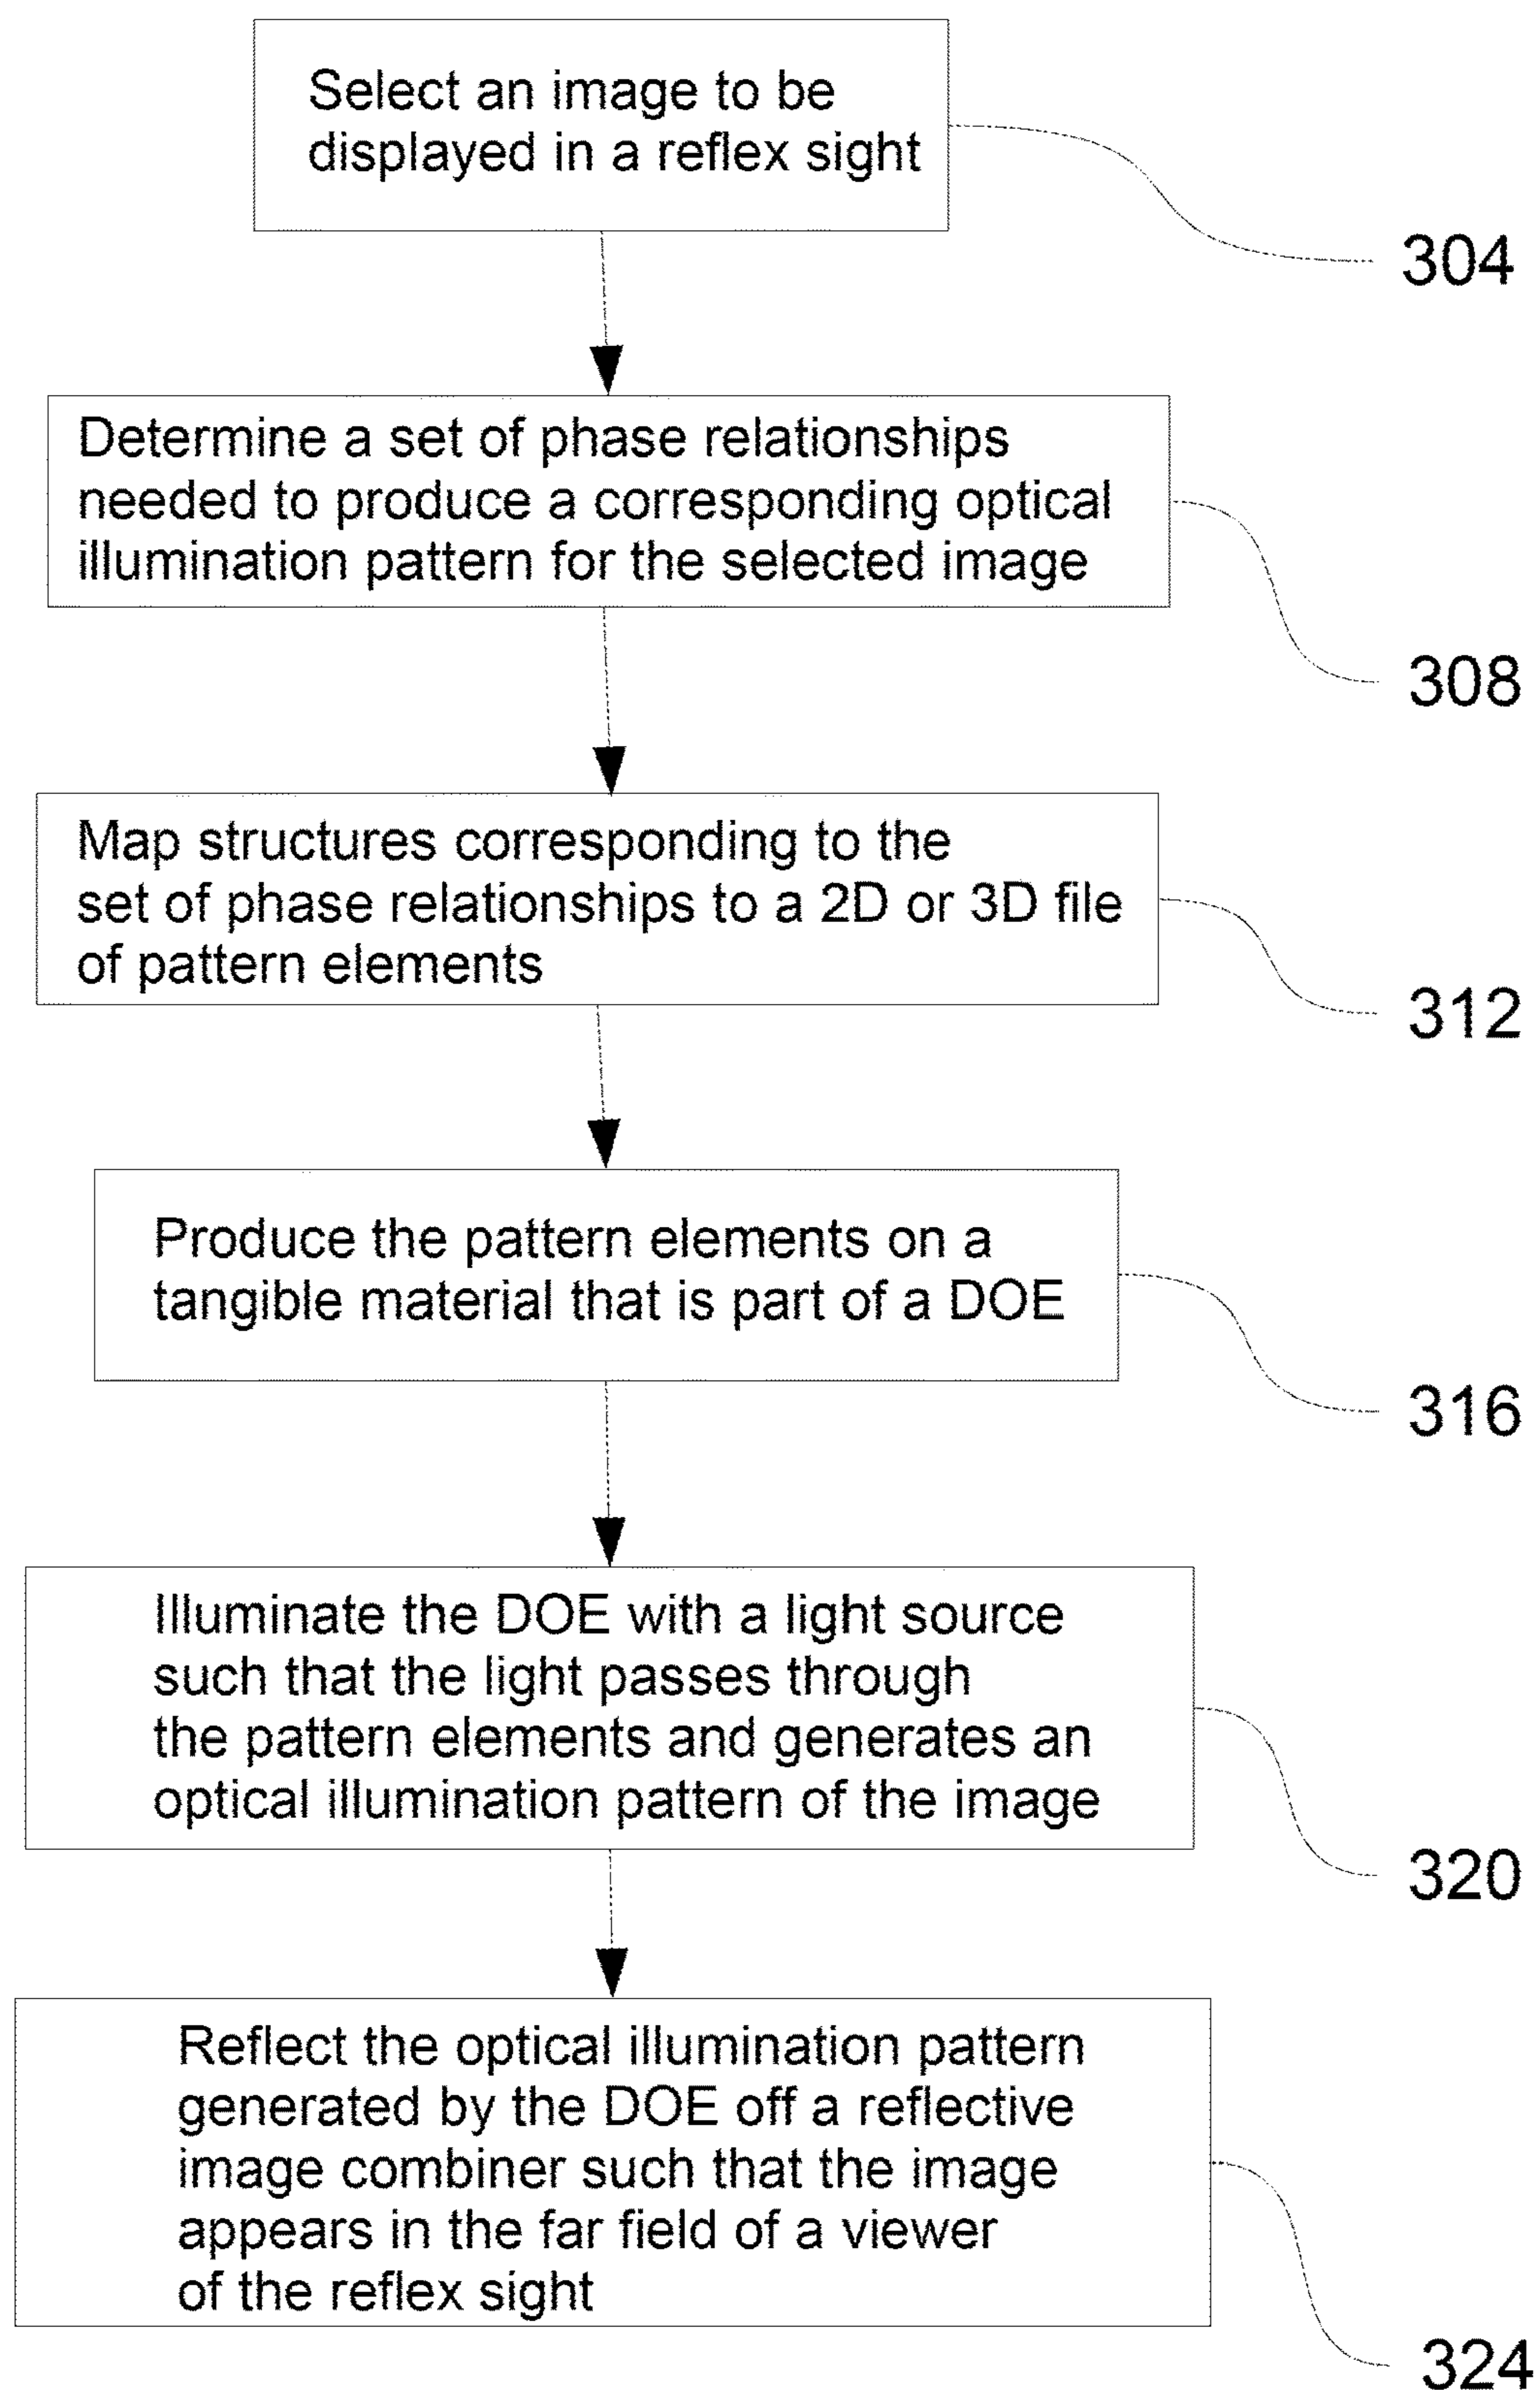 Select an image to be
displayed in a reflex sight
304
Determine a set of phase relationships
needed to produce a corresponding optical
illumination pattern for the selected image
308
Map structures corresponding to the
set of phase relationships to a 2D or 3D file
of pattern elements
312
Produce the pattern elements on a
tangible material that is part of a DOE
316
Illuminate the DOE with a light source
such that the light passes through
the pattern elements and generates an
optical illumination pattern of the image
320
Reflect the optical illumination pattern
generated by the DOE off a reflective
image combiner such that the image
appears in the far field of a viewer
of the reflex sight
324